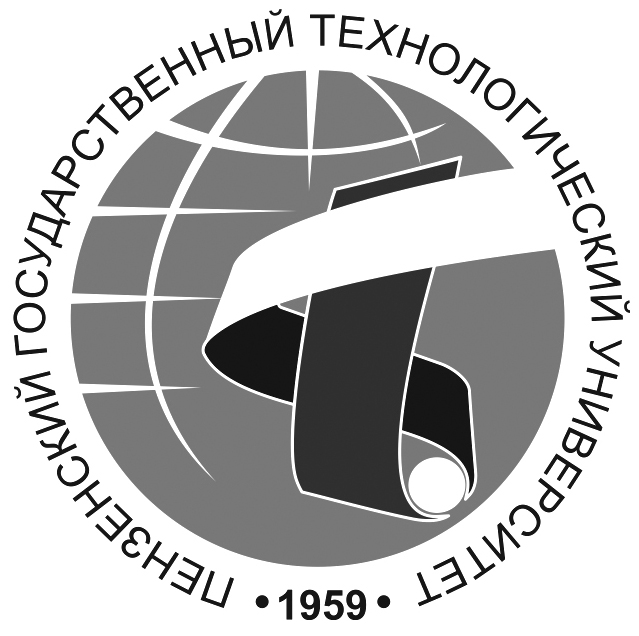 ПЕНЗЕНСКИЙ ГОСУДАРСТВЕННЫЙ ТЕХНОЛОГИЧЕСКИЙ УНИВЕРСИТЕТ
• 1959 •